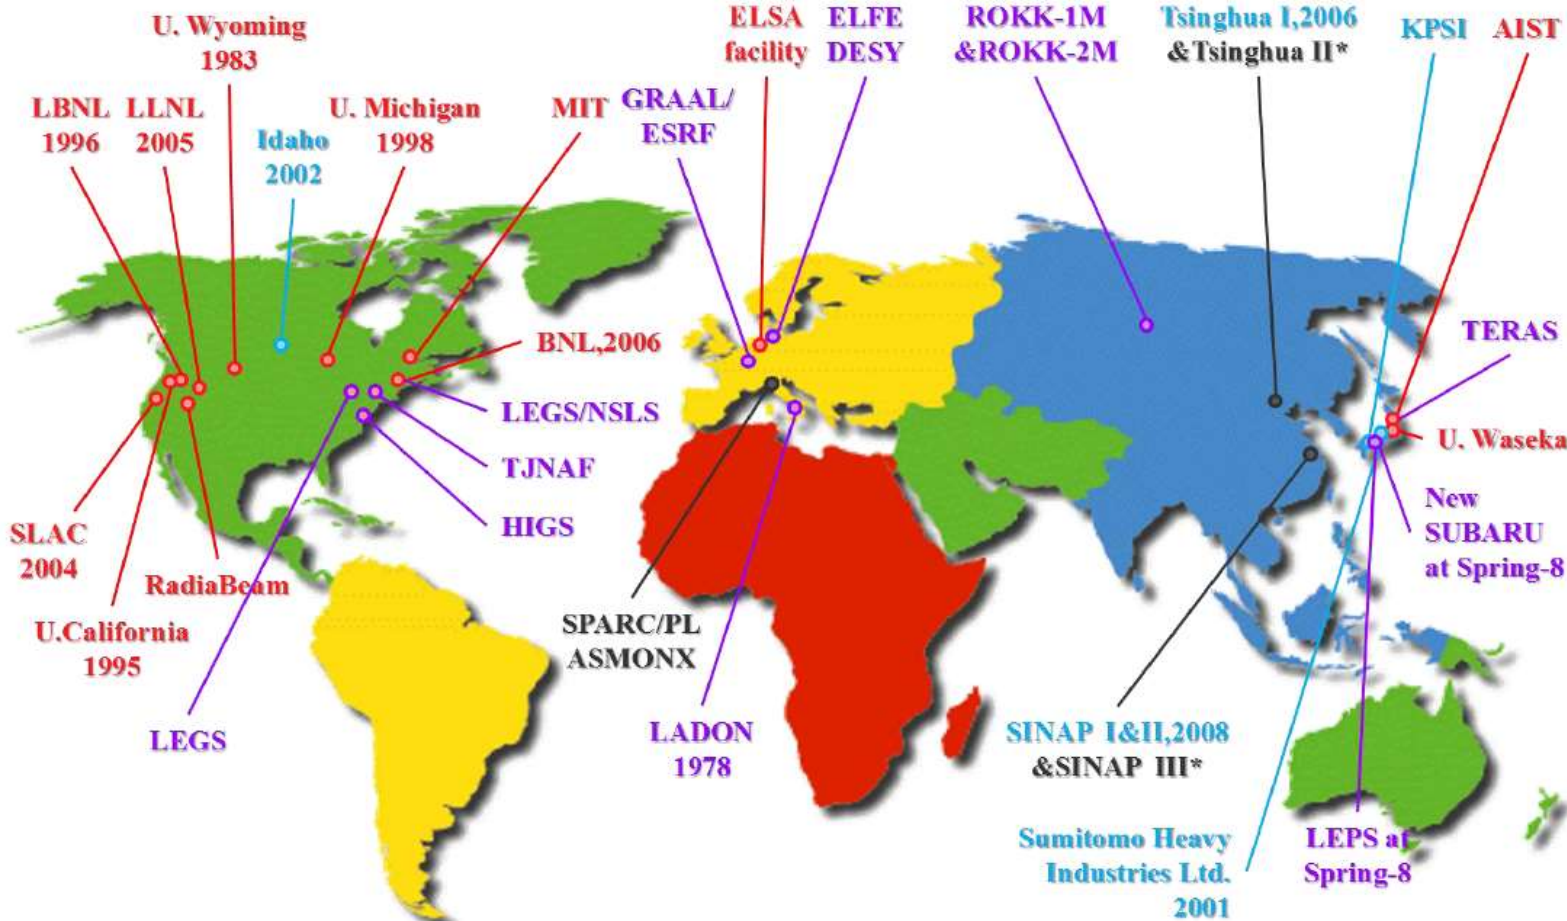 U. Wyoming
1983
LBNL
1996
LLNL
2005
Idaho
2002
U. Michigan
1998
MIT
GRAAL/
ESRF
ELSA
facility
ELFE
DESY
ROKK-1M
&ROKK-2M
Tsinghua I,2006
&Tsinghua II*
KPSI
AIST
BNL,2006
LEGS/NSLS
TJNAF
HIGS
TERAS
U. Waseka
New
SUBARU
at Spring-8
SLAC
2004
RadiaBeam
U.California
1995
LEGS
SPARC/PL
ASMONX
LADON
1978
SINAP I&II,2008
&SINAP III*
Sumitomo Heavy
Industries Ltd.
2001
LEPS at
Spring-8